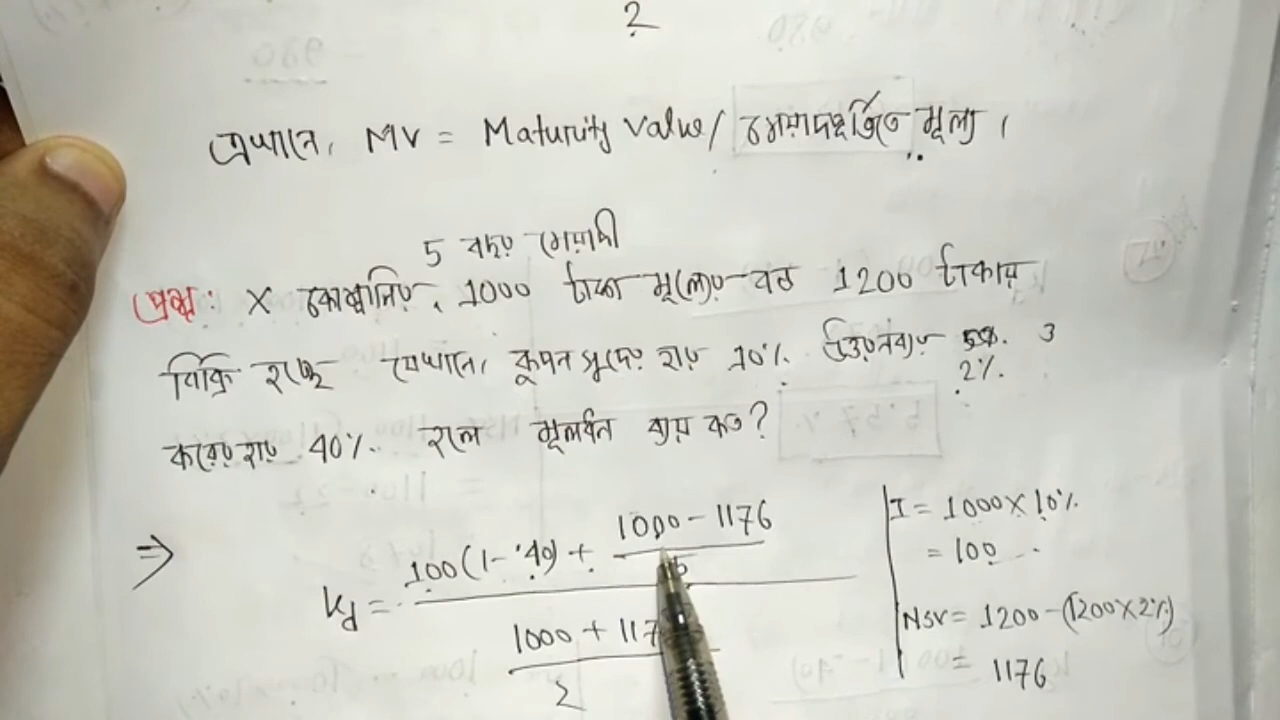 2
এখানে, MV = Maturity Value/ মেয়াদপূর্তিতে মূল্য ।
5 বছর মেয়াদী
প্রশ্ন: X কোম্পানির 1000 টাকা মূল্যের বন্ড 1200 টাকায়
বিক্রি হচ্ছে যেখানে, কুপন সুদের হার 10%. উত্তরনব্যয় ও
2%.
করের হার 40%. হলে মূলধন ব্যয় কত?
⇒ Kd = (100(1-.40) + (1000 - 1176)/5) / ((1000 + 117)/2)
I = 1000 × 10%
= 100
NSV = 1200 - (1200 × 2%)
= 1176